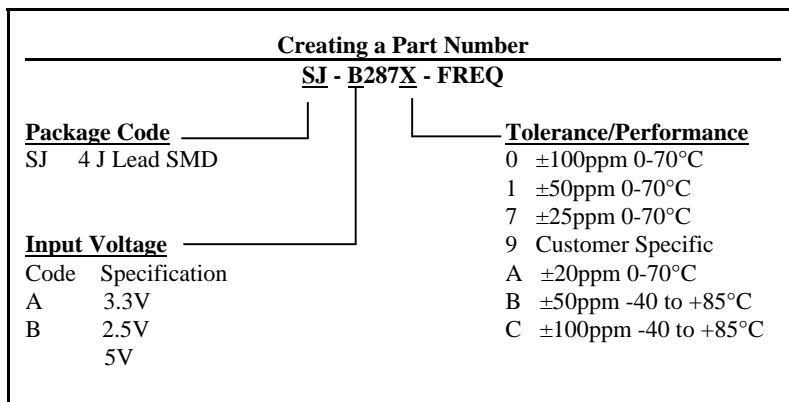 Creating a Part Number
SJ - B287X - FREQ
Package Code
SJ 4 J Lead SMD
Input Voltage
Code Specification
A 3.3V
B 2.5V
5V
Tolerance/Performance
0 ±100ppm 0-70°C
1 ±50ppm 0-70°C
7 ±25ppm 0-70°C
9 Customer Specific
A ±20ppm 0-70°C
B ±50ppm -40 to +85°C
C ±100ppm -40 to +85°C